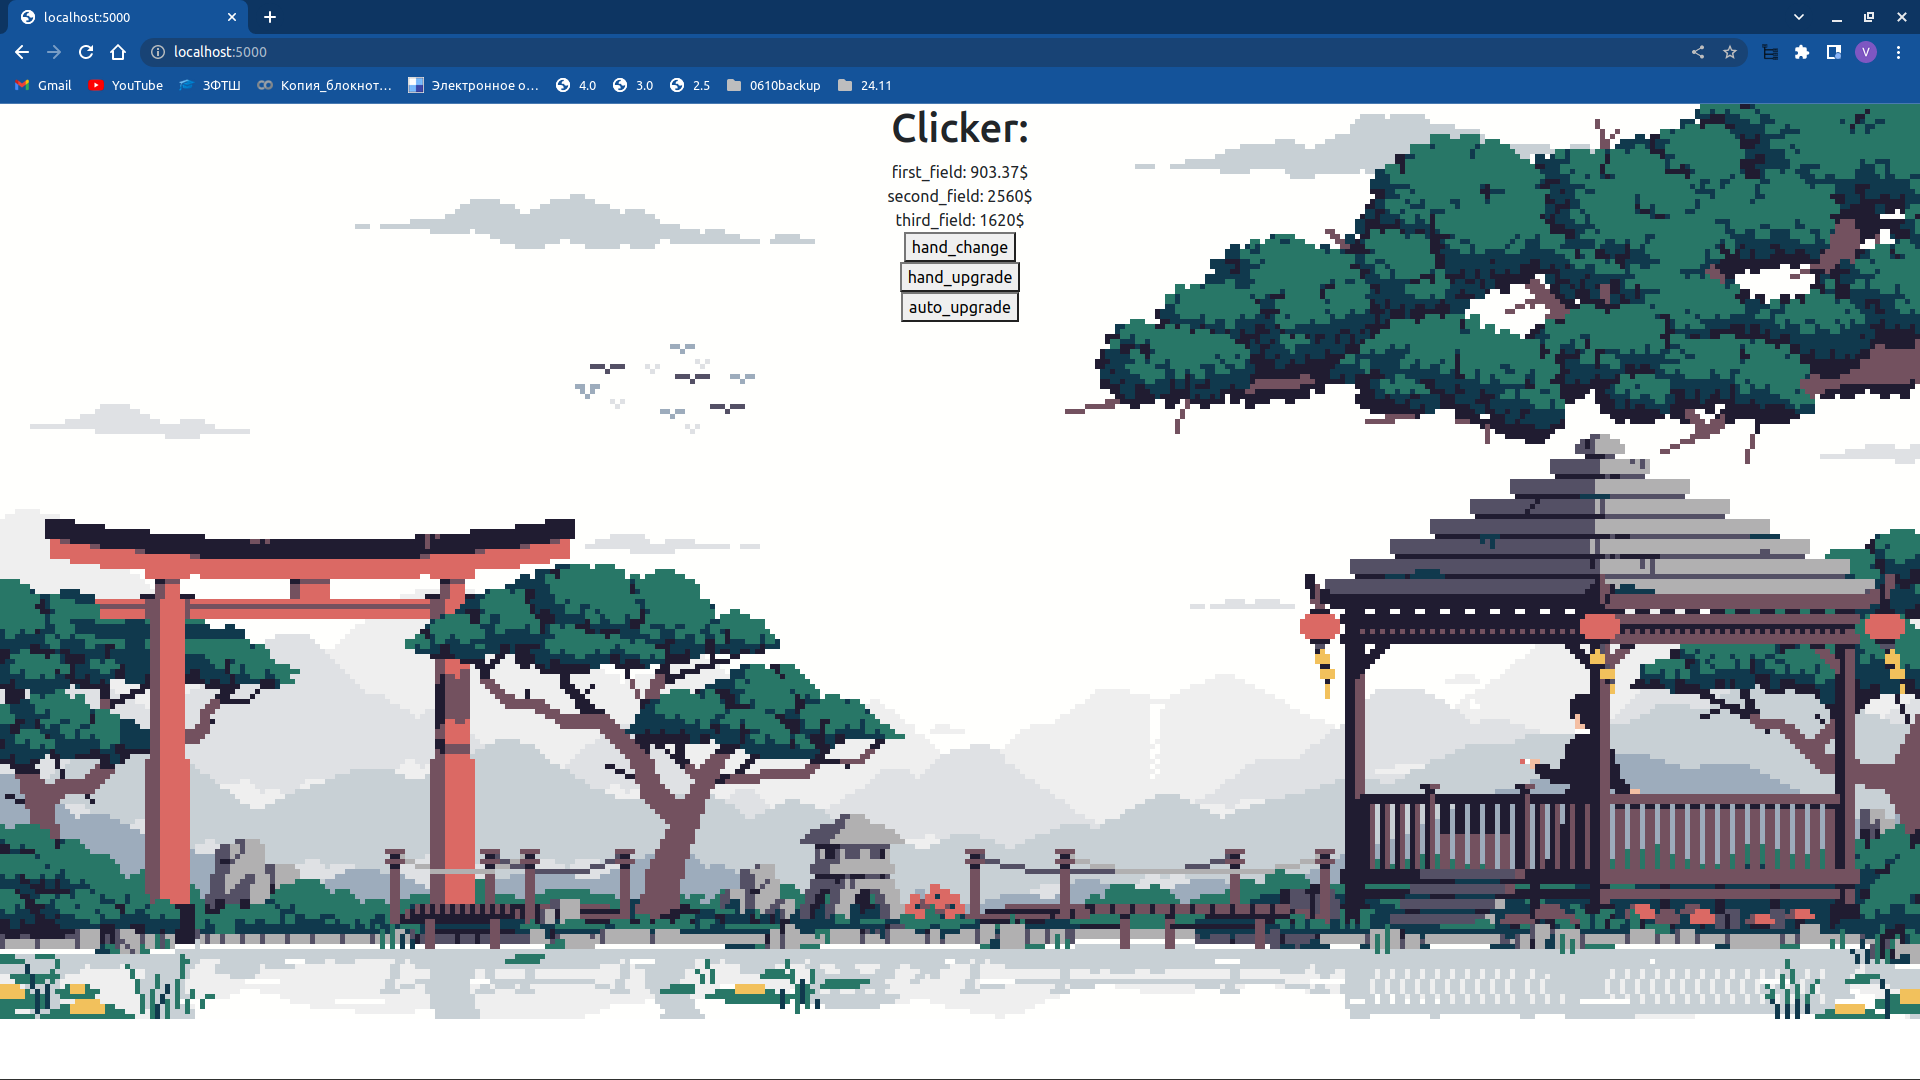 localhost:5000
localhost:5000
V
Gmail YouTube ЗФТШ Копия_блокнот... Электронное о... 4.0 3.0 2.5 0610backup 24.11
Clicker:
first_field: 903.37$
second_field: 2560$
third_field: 1620$
hand_change
hand_upgrade
auto_upgrade